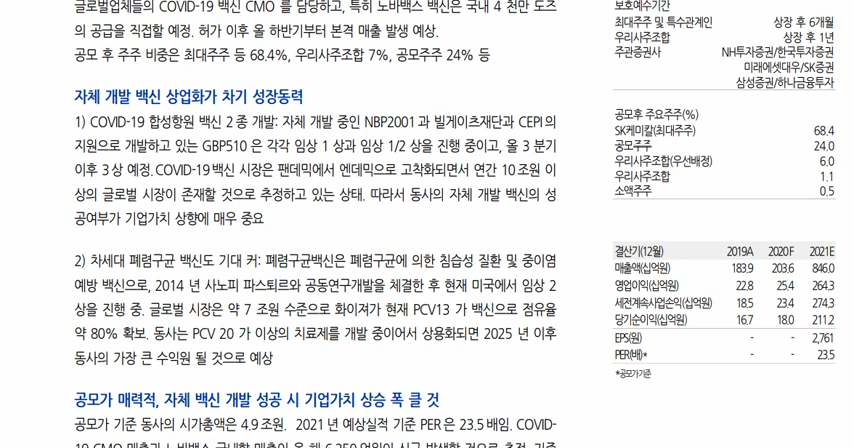 글로벌업체들의 COVID-19 백신 CMO 를 담당하고, 특히 노바백스 백신은 국내 4 천만 도즈
의 공급을 직접할 예정. 허가 이후 올 하반기부터 본격 매출 발생 예상.
공모 후 주주 비중은 최대주주 등 68.4%, 우리사주조합 7%, 공모주주 24% 등
자체 개발 백신 상업화가 차기 성장동력
1) COVID-19 합성항원 백신 2 종 개발: 자체 개발 중인 NBP2001 과 빌게이츠재단과 CEPI 의
지원으로 개발하고 있는 GBP510 은 각각 임상 1 상과 임상 1/2 상을 진행 중이고, 올 3 분기
이후 3 상 예정. COVID-19 백신 시장은 팬데믹에서 엔데믹으로 고착화되면서 연간 10 조원 이
상의 글로벌 시장이 존재할 것으로 추정하고 있는 상태. 따라서 동사의 자체 개발 백신의 성
공여부가 기업가치 상향에 매우 중요
2) 차세대 폐렴구균 백신도 기대 커: 폐렴구균백신은 폐렴구균에 의한 침습성 질환 및 중이염
예방 백신으로, 2014 년 사노피 파스퇴르와 공동연구개발을 체결한 후 현재 미국에서 임상 2
상을 진행 중. 글로벌 시장은 약 7 조원 수준으로 화이자가 현재 PCV13 가 백신으로 점유율
약 80% 확보. 동사는 PCV 20 가 이상의 치료제를 개발 중이어서 상용화되면 2025 년 이후
동사의 가장 큰 수익원 될 것으로 예상
공모가 매력적, 자체 백신 개발 성공 시 기업가치 상승 폭 클 것
공모가 기준 동사의 시가총액은 4.9 조원. 2021 년 예상실적 기준 PER 은 23.5 배임. COVID-
19 CMO 매출과 노바백스 국내향 매출이 올 해 6,250 억원이 신규 발생할 것으로 추정. 기존
보호예수기간
최대주주 및 특수관계인 상장 후 6개월
우리사주조합 상장 후 1년
주관증권사 NH투자증권/한국투자증권
미래에셋대우/SK증권
삼성증권/하나금융투자
공모후 주요주주(%)
SK케미칼(최대주주) 68.4
공모주주 24.0
우리사주조합(우선배정) 6.0
우리사주조합 1.1
소액주주 0.5
결산기(12월) 2019A 2020F 2021E
매출액(십억원) 183.9 203.6 846.0
영업이익(십억원) 22.8 25.4 264.3
세전계속사업손익(십억원) 18.5 23.4 274.3
당기순이익(십억원) 16.7 18.0 211.2
EPS(원) - - 2,761
PER(배)* - - 23.5
*공모가기준